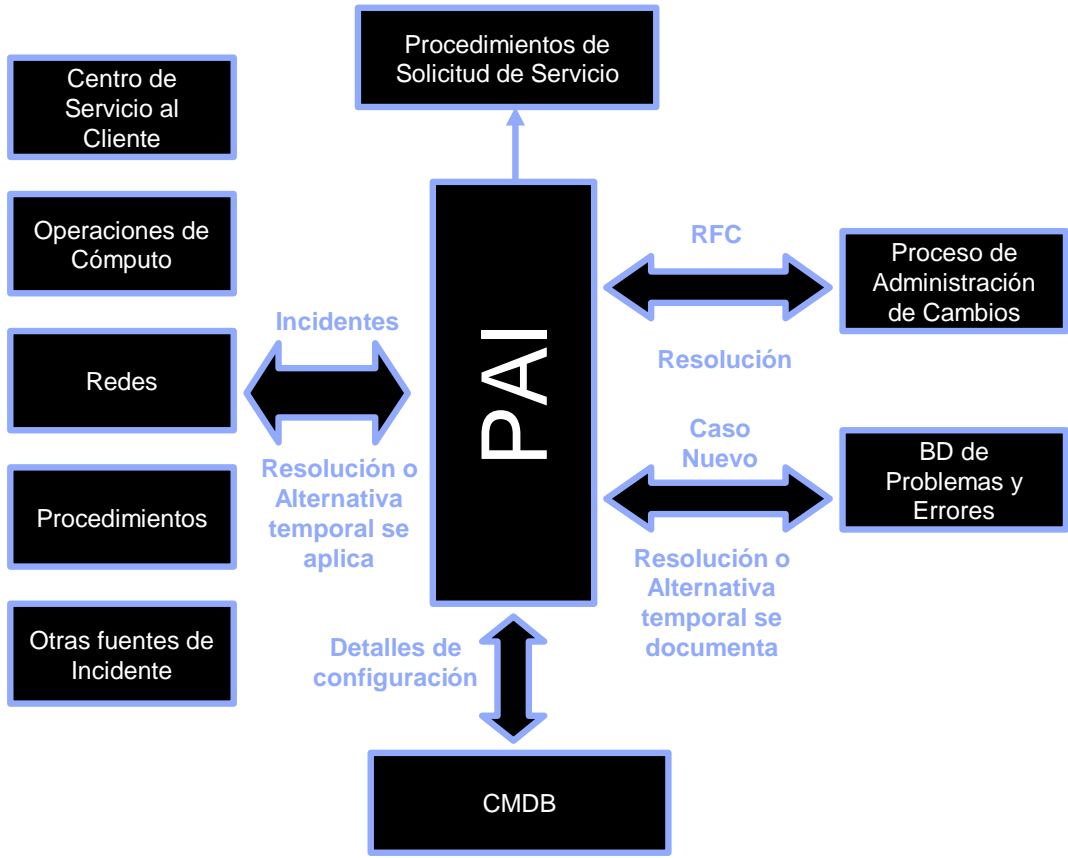 Procedimientos de
Solicitud de Servicio
Centro de
Servicio al
Cliente
Operaciones de
Cómputo
Redes
Procedimientos
Otras fuentes de
Incidente
Incidentes
Resolución o
Alternativa
temporal se
aplica
PAI
RFC
Resolución
Proceso de
Administración
de Cambios
Caso
Nuevo
Resolución o
Alternativa
temporal se
documenta
BD de
Problemas y
Errores
Detalles de
configuración
CMDB